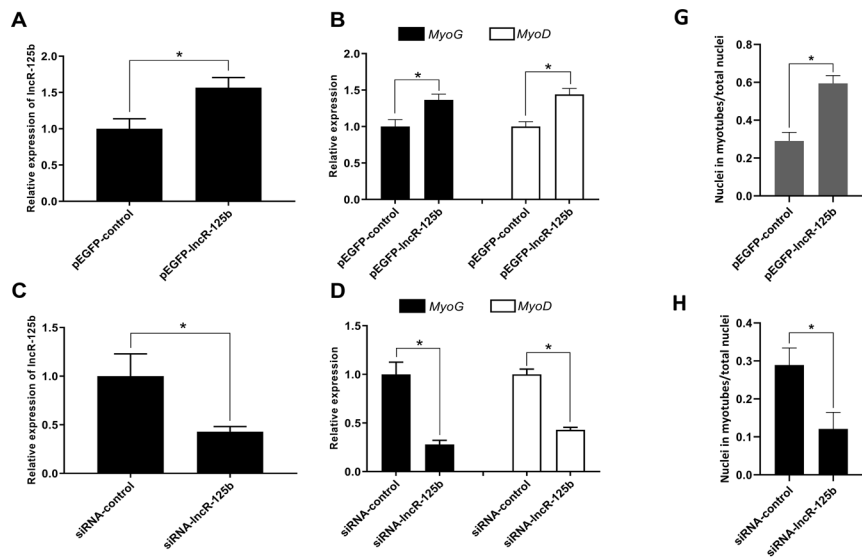 A
Relative expression of lncR-125b
2.0
1.5
1.0
0.5
0.0
*
pEGFP-control
pEGFP-lncR-125b
B
MyoG
MyoD
Relative expression
2.0
1.5
1.0
0.5
0.0
*
*
pEGFP-control
pEGFP-lncR-125b
pEGFP-control
pEGFP-lncR-125b
G
Nuclei in myotubes/total nuclei
0.8
0.6
0.4
0.2
0.0
*
pEGFP-control
pEGFP-lncR-125b
C
Relative expression of lncR-125b
1.5
1.0
0.5
0.0
*
siRNA-control
siRNA-lncR-125b
D
MyoG
MyoD
Relative expression
1.5
1.0
0.5
0.0
*
*
siRNA-control
siRNA-lncR-125b
siRNA-control
siRNA-lncR-125b
H
Nuclei in myotubes/total nuclei
0.4
0.3
0.2
0.1
0.0
*
siRNA-control
siRNA-lncR-125b